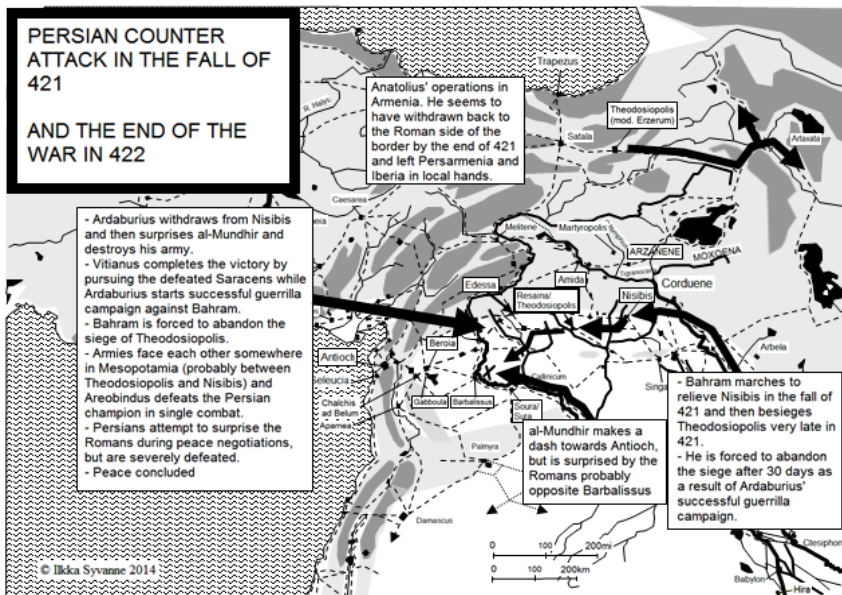 PERSIAN COUNTER
ATTACK IN THE FALL OF
421
AND THE END OF THE
WAR IN 422
Anatolius' operations in
Armenia. He seems to
have withdrawn back to
the Roman side of the
border by the end of 421
and left Persarmenia and
Iberia in local hands.
Trapezus
R. Halys
Satala
Theodosiopolis
(mod. Erzerum)
Artaxata
Caesarea
- Ardaburius withdraws from Nisibis
and then surprises al-Mundhir and
destroys his army.
- Vitianus completes the victory by
pursuing the defeated Saracens while
Ardaburius starts successful guerrilla
campaign against Bahram.
- Bahram is forced to abandon the
siege of Theodosiopolis.
- Armies face each other somewhere
in Mesopotamia (probably between
Theodosiopolis and Nisibis) and
Areobindus defeats the Persian
champion in single combat.
- Persians attempt to surprise the
Romans during peace negotiations,
but are severely defeated.
- Peace concluded
Melitene
Martyropolis
ARZANENE
MOXOENA
Corduene
Edessa
Amida
Resaina/
Theodosiopolis
Nisibis
Antioch
Beroia
X
Callinicum
Arbela
Seleucia
Chalchis
ad Belum
Apamea
Gabboula
Barbalissus
Soura/
Sura
Singa
Palmyra
Damascus
al-Mundhir makes a
dash towards Antioch,
but is surprised by the
Romans probably
opposite Barbalissus
- Bahram marches to
relieve Nisibis in the fall of
421 and then besieges
Theodosiopolis very late in
421.
- He is forced to abandon
the siege after 30 days as
a result of Ardaburius'
successful guerrilla
campaign.
0 100 200mi
0 100 200km
Ctesiphon
Babylon
Hira
© Ilkka Syvanne 2014